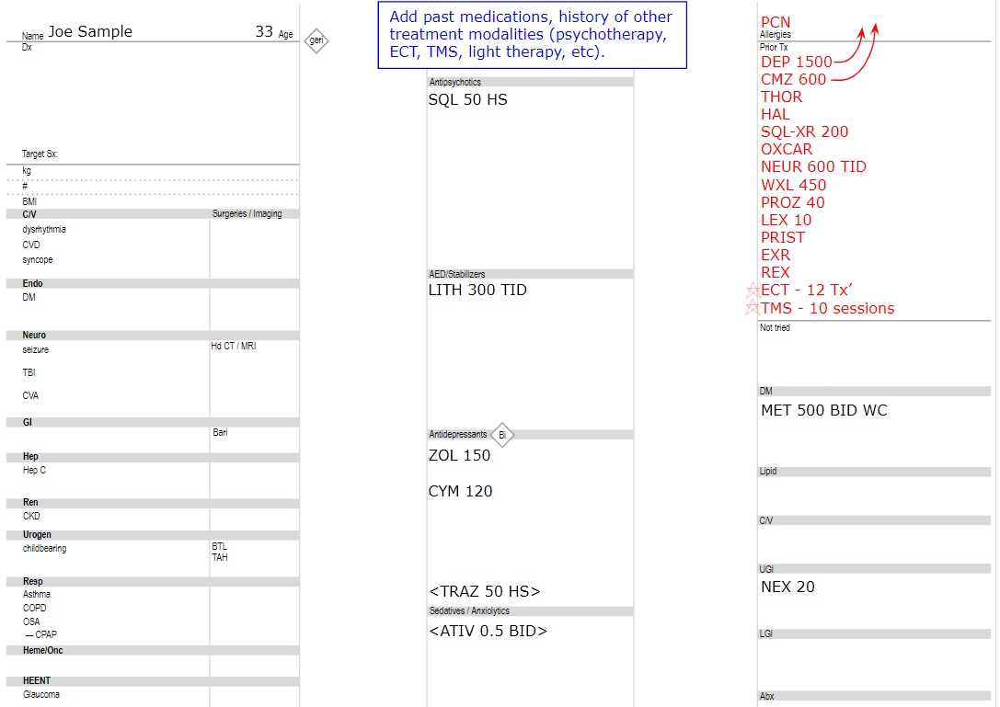 Name Joe Sample 33 Age
geri
Dx
Target Sx:
kg
#
BMI
C/V Surgeries / Imaging
dysrhythmia
CVD
syncope
Endo
DM
Neuro
seizure Hd CT / MRI
TBI
CVA
GI
Bari
Hep
Hep C
Ren
CKD
Urogen
childbearing BTL
TAH
Resp
Asthma
COPD
OSA
— CPAP
Heme/Onc
HEENT
Glaucoma
Add past medications, history of other
treatment modalities (psychotherapy,
ECT, TMS, light therapy, etc).
Antipsychotics
SQL 50 HS
AED/Stabilizers
LITH 300 TID
Antidepressants Bi
ZOL 150
CYM 120
<TRAZ 50 HS>
Sedatives / Anxiolytics
<ATIV 0.5 BID>
PCN
Allergies
Prior Tx
DEP 1500
CMZ 600
THOR
HAL
SQL-XR 200
OXCAR
NEUR 600 TID
WXL 450
PROZ 40
LEX 10
PRIST
EXR
REX
ECT - 12 Tx’
TMS - 10 sessions
Not tried
DM
MET 500 BID WC
Lipid
C/V
UGI
NEX 20
LGI
Abx